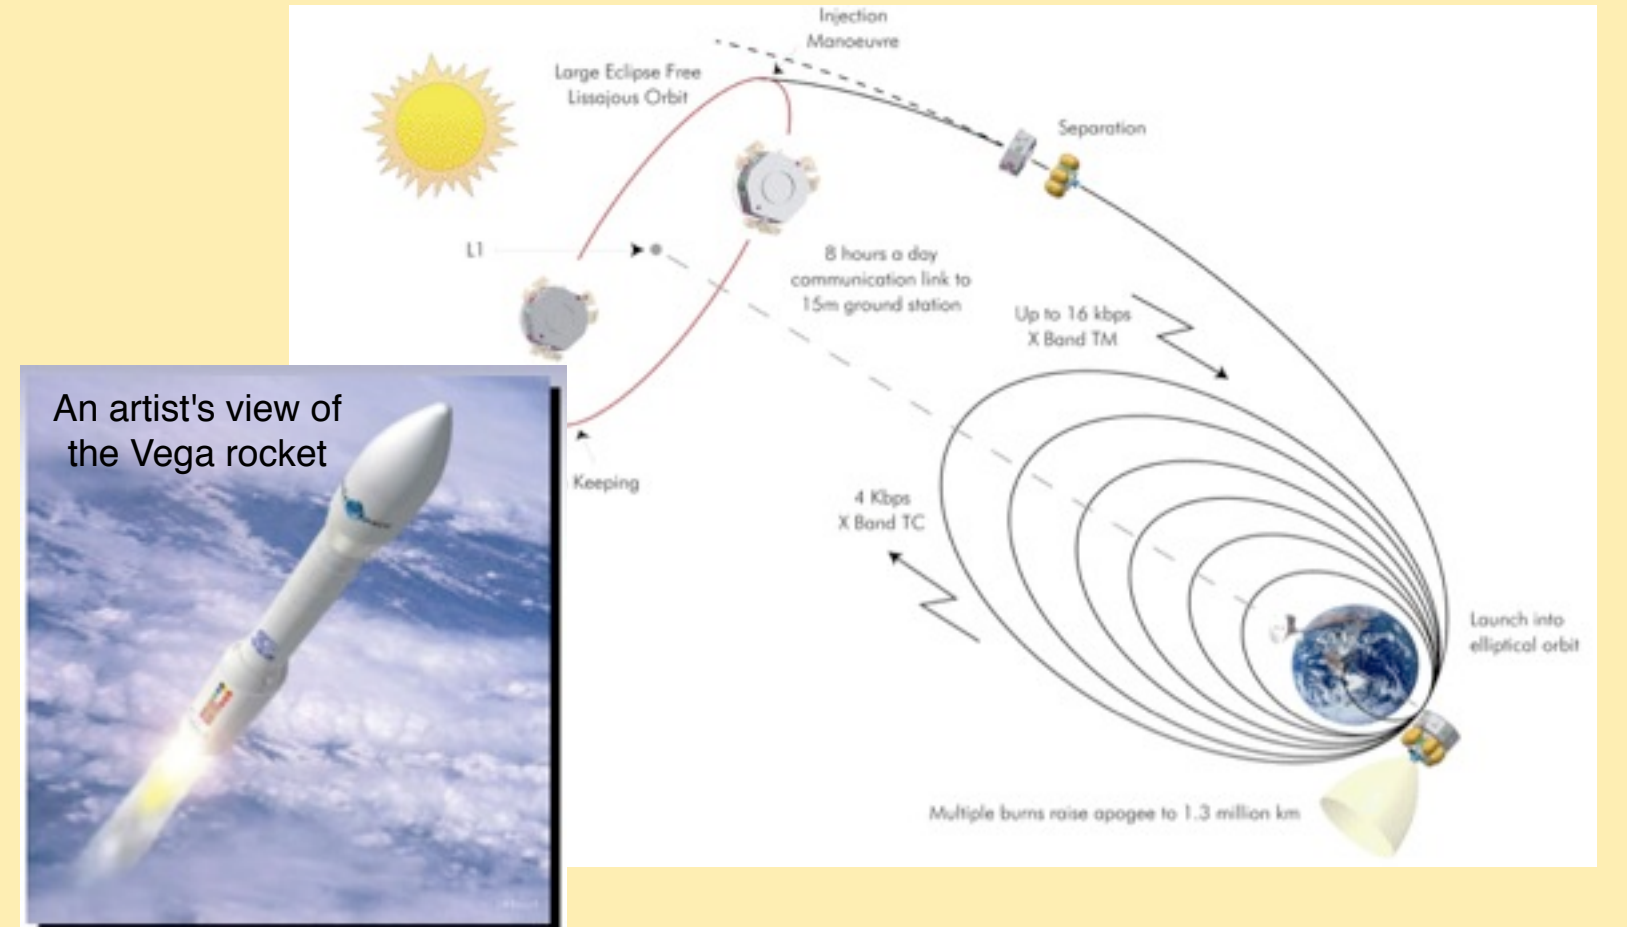 Injection
Manoeuvre
Large Eclipse Free
Lissajous Orbit
Separation
L1
8 hours a day
communication link to
15m ground station
Up to 16 kbps
X Band TM
An artist's view of
the Vega rocket
Keeping
4 Kbps
X Band TC
Launch into
elliptical orbit
Multiple burns raise apogee to 1.3 million km